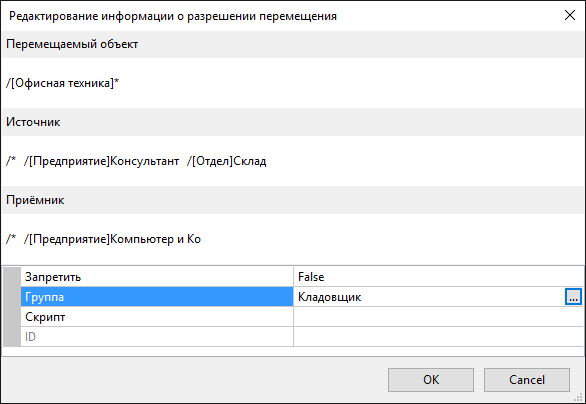 Редактирование информации о разрешении перемещения
Перемещаемый объект
/[Офисная техника]*
Источник
/* /[Предприятие]Консультант /[Отдел]Склад
Приёмник
/* /[Предприятие]Компьютер и Ко
Запретить False
Группа Кладовщик ...
Скрипт
ID
OK Cancel